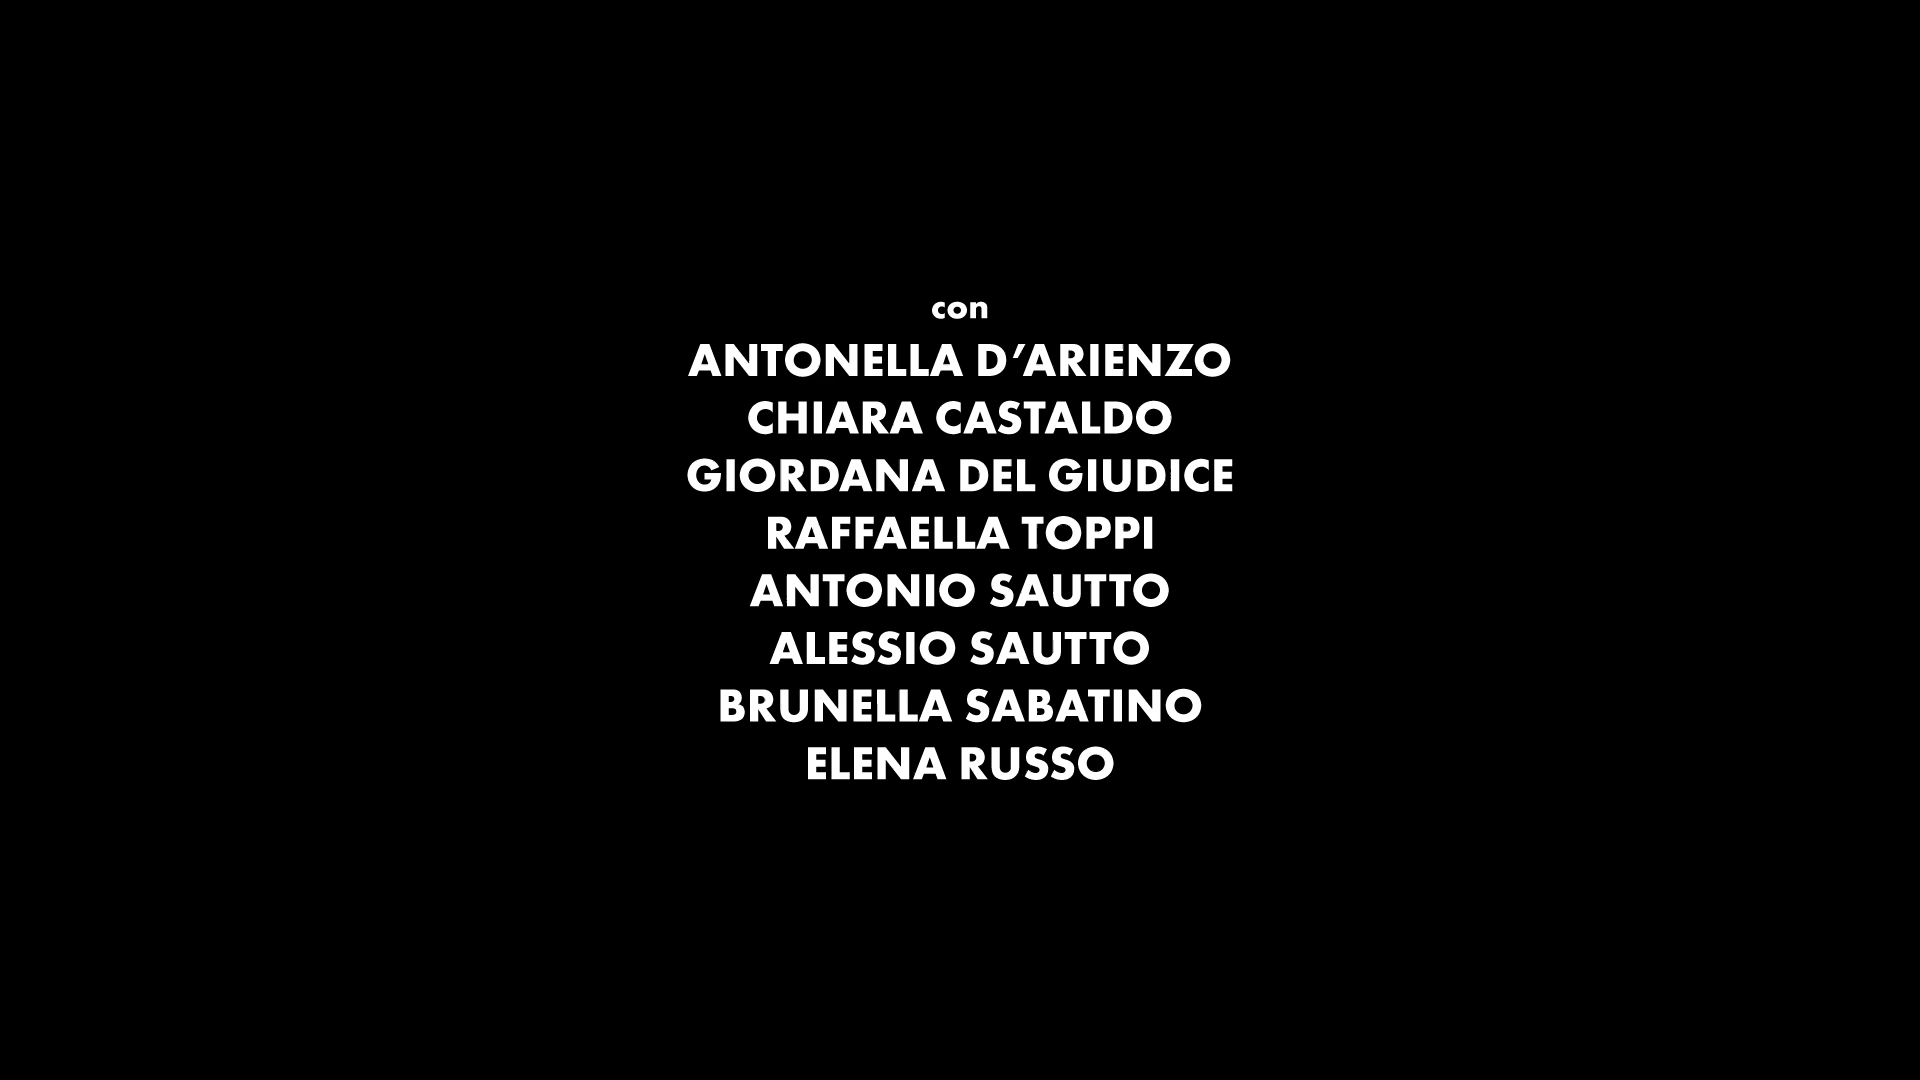 con
ANTONELLA D’ARIENZO
CHIARA CASTALDO
GIORDANA DEL GIUDICE
RAFFAELLA TOPPI
ANTONIO SAUTTO
ALESSIO SAUTTO
BRUNELLA SABATINO
ELENA RUSSO